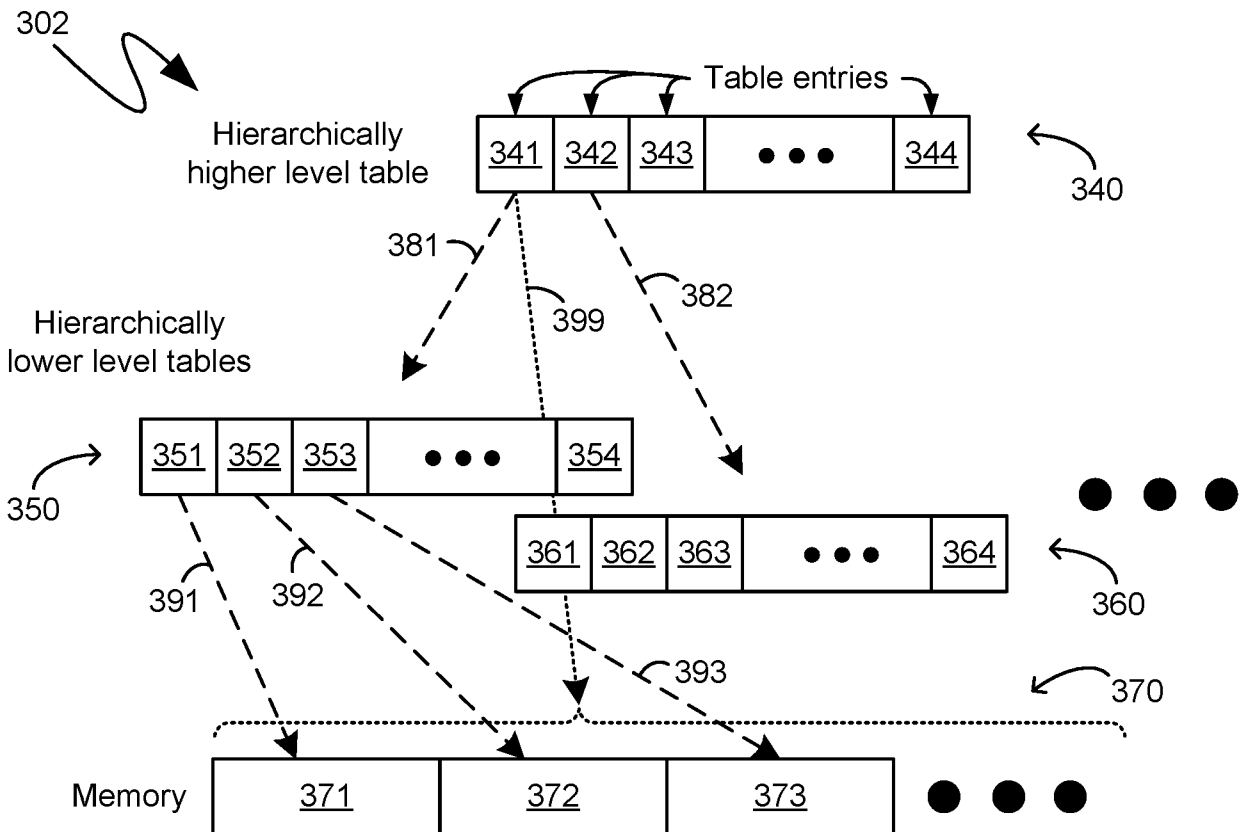 302
Table entries
Hierarchically
higher level table
341 342 343 344
340
381
399
382
Hierarchically
lower level tables
351 352 353 354
350
361 362 363 364
360
391
392
393
370
Memory
371 372 373